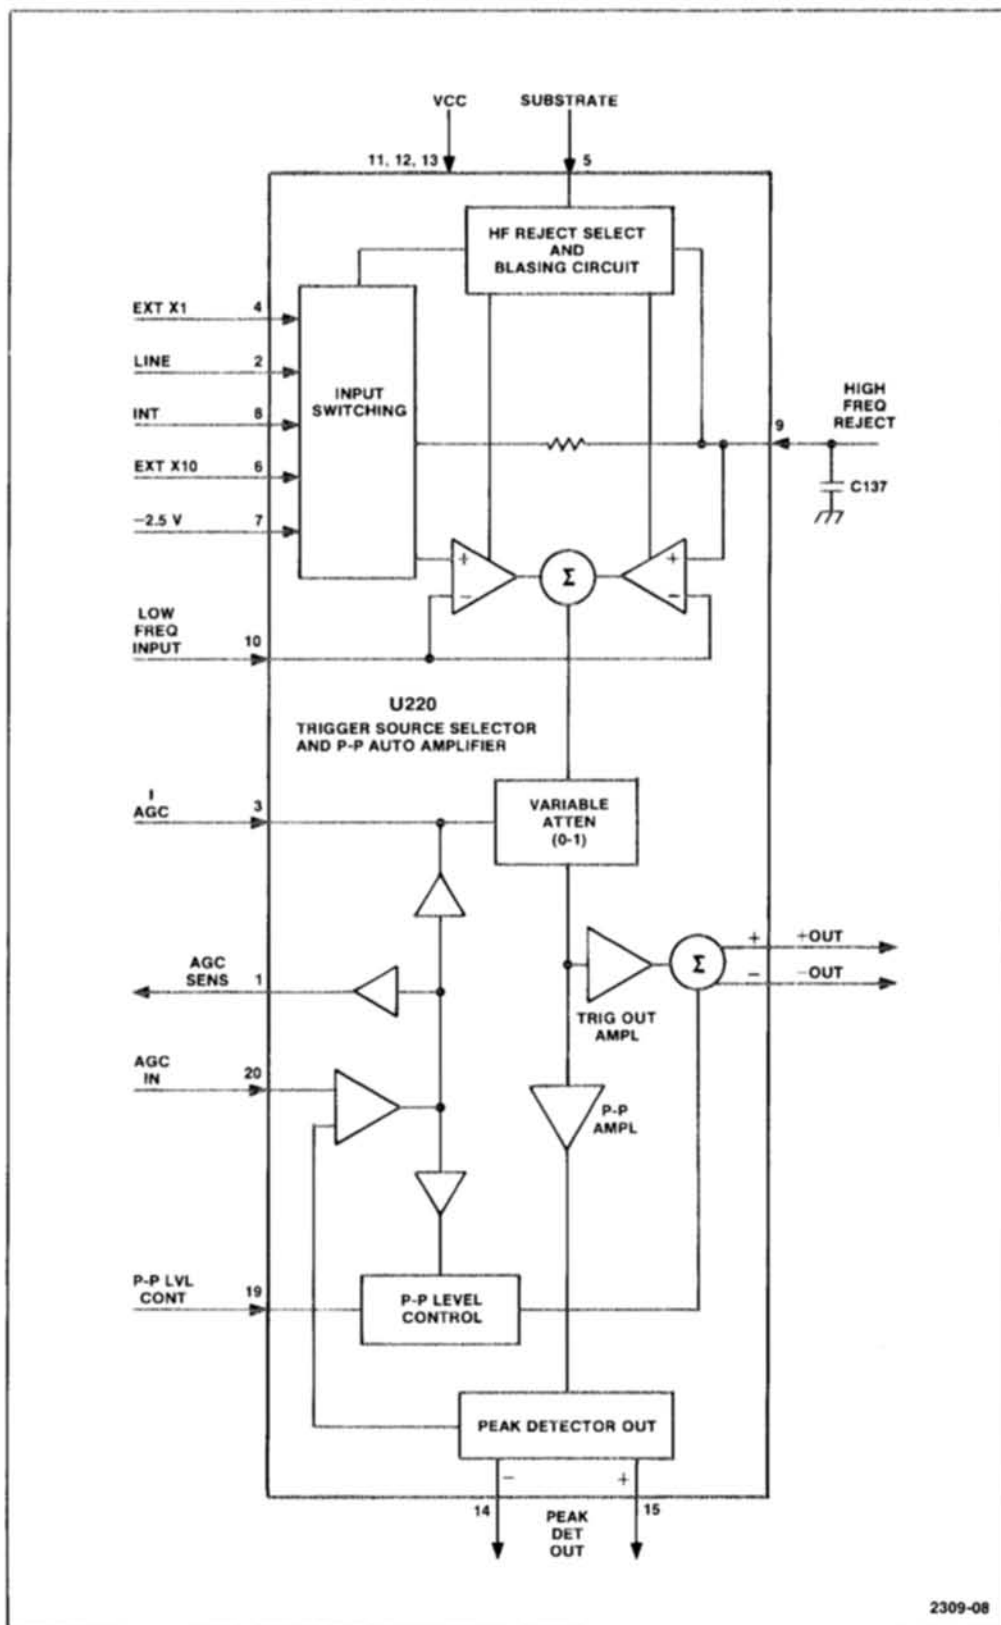 VCC
SUBSTRATE
11, 12, 13
5
HF REJECT SELECT
AND
BLASING CIRCUIT
EXT X1
4
LINE
2
INPUT
SWITCHING
INT
8
EXT X10
6
−2.5 V
7
HIGH
FREQ
REJECT
9
C137
+
−
Σ
+
−
LOW
FREQ
INPUT
10
U220
TRIGGER SOURCE SELECTOR
AND P-P AUTO AMPLIFIER
I
AGC
3
VARIABLE
ATTEN
(0-1)
AGC
SENS
1
Σ
+
+OUT
−
−OUT
TRIG OUT
AMPL
AGC
IN
20
P-P
AMPL
P-P LVL
CONT
19
P-P LEVEL
CONTROL
PEAK DETECTOR OUT
−
+
14
PEAK
DET
OUT
15
2309-08